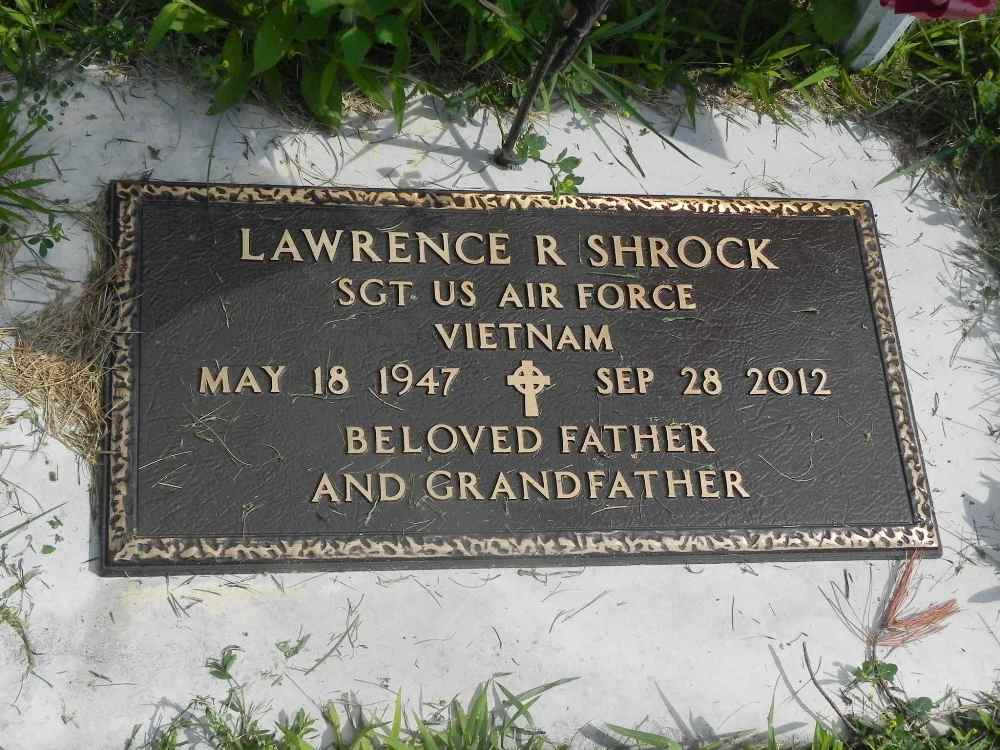 LAWRENCE R SHROCK
SGT US AIR FORCE
VIETNAM
MAY 18 1947 SEP 28 2012
BELOVED FATHER
AND GRANDFATHER